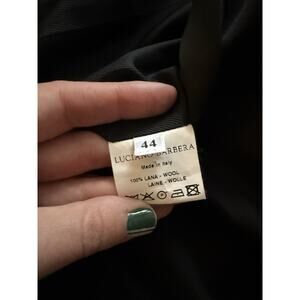 44
LUCIANO BARBERA
Made in Italy
100% LANA - WOOL
LAINE - WOLLE